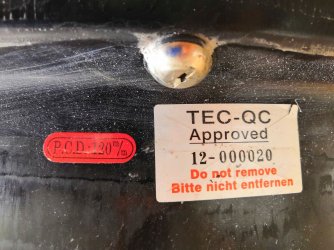 TEC-QC
Approved
12-000020
Do not remove
Bitte nicht entfernen
P.C.D. 120 m/m